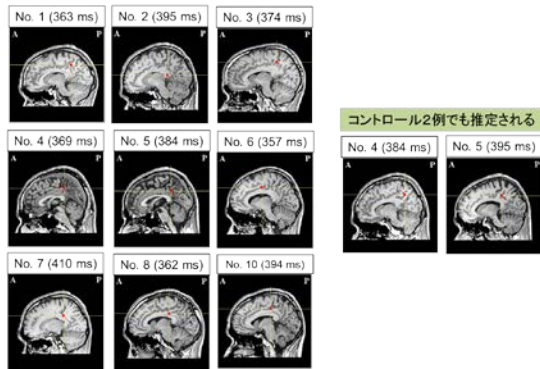 No. 1 (363 ms)
No. 2 (395 ms)
No. 3 (374 ms)
A P
A P
A P
No. 4 (369 ms)
No. 5 (384 ms)
No. 6 (357 ms)
A P
A P
A P
No. 7 (410 ms)
No. 8 (362 ms)
No. 10 (394 ms)
A P
A P
A P
コントロール２例でも推定される
No. 4 (384 ms)
No. 5 (395 ms)
A P
A P